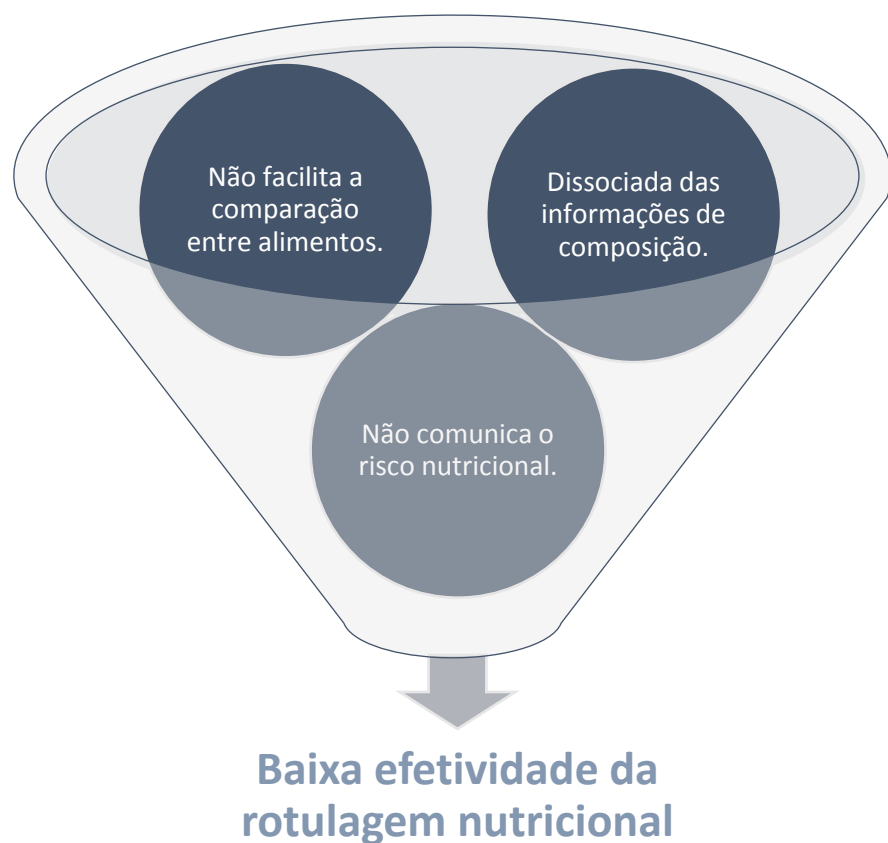 Não facilita a
comparação
entre alimentos.
Dissociada das
informações de
composição.
Não comunica o
risco nutricional.
Baixa efetividade da
rotulagem nutricional